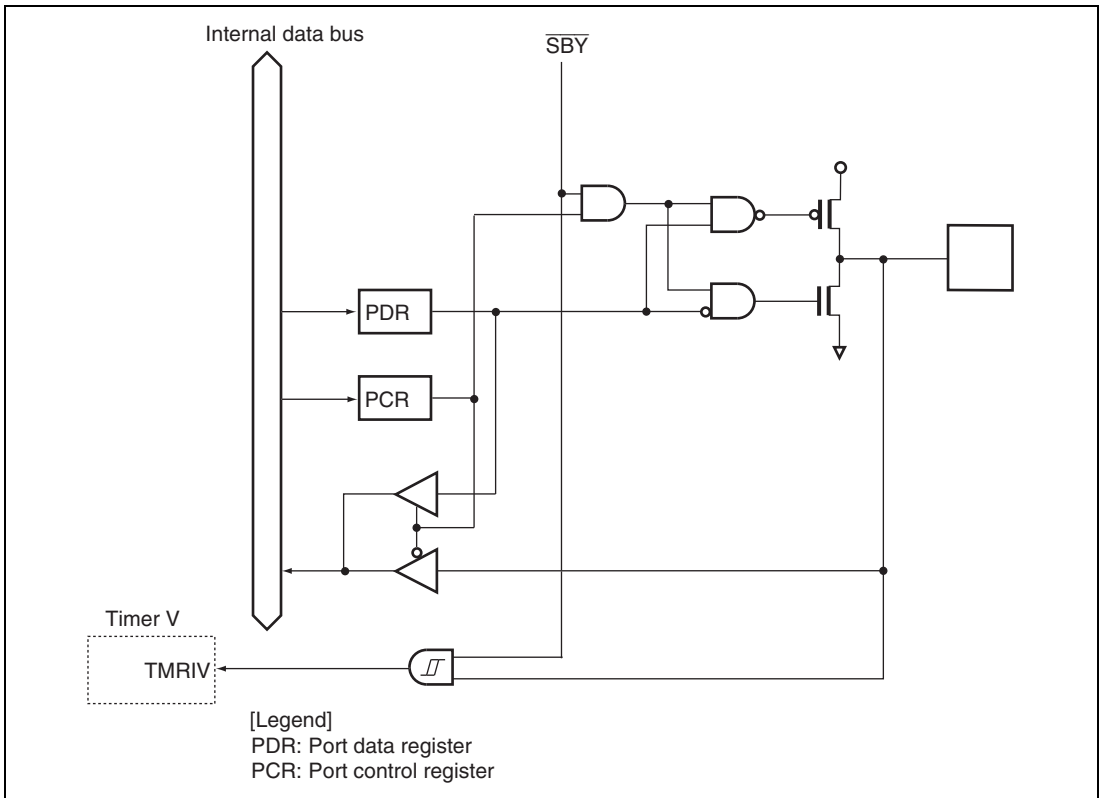 Internal data bus
SBY
PDR
PCR
Timer V
TMRIV
[Legend]
PDR: Port data register
PCR: Port control register